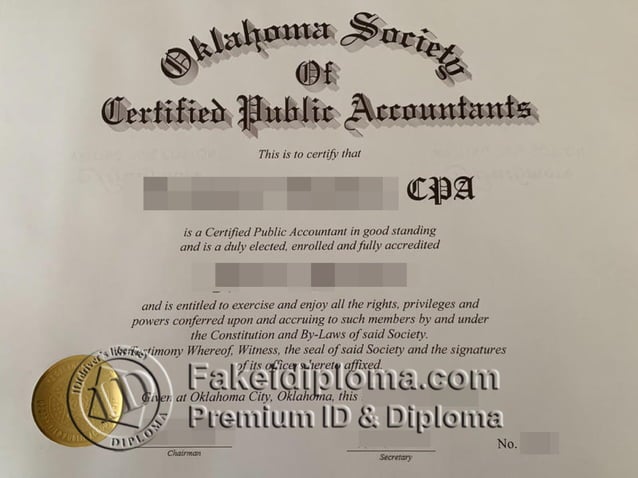 Oklahoma Society
Of
Certified Public Accountants
This is to certify that
CPA
is a Certified Public Accountant in good standing
and is a duly elected, enrolled and fully accredited
and is entitled to exercise and enjoy all the rights, privileges and
powers conferred upon and accruing to such members by and under
the Constitution and By-Laws of said Society.
Testimony Whereof, Witness, the seal of said Society and the signatures
of its officers hereto affixed.
Fakefdiploma.com
Given at Oklahoma City, Oklahoma, this
Premium ID & Diploma
DIPLOMA
No.
Chairman
Secretary